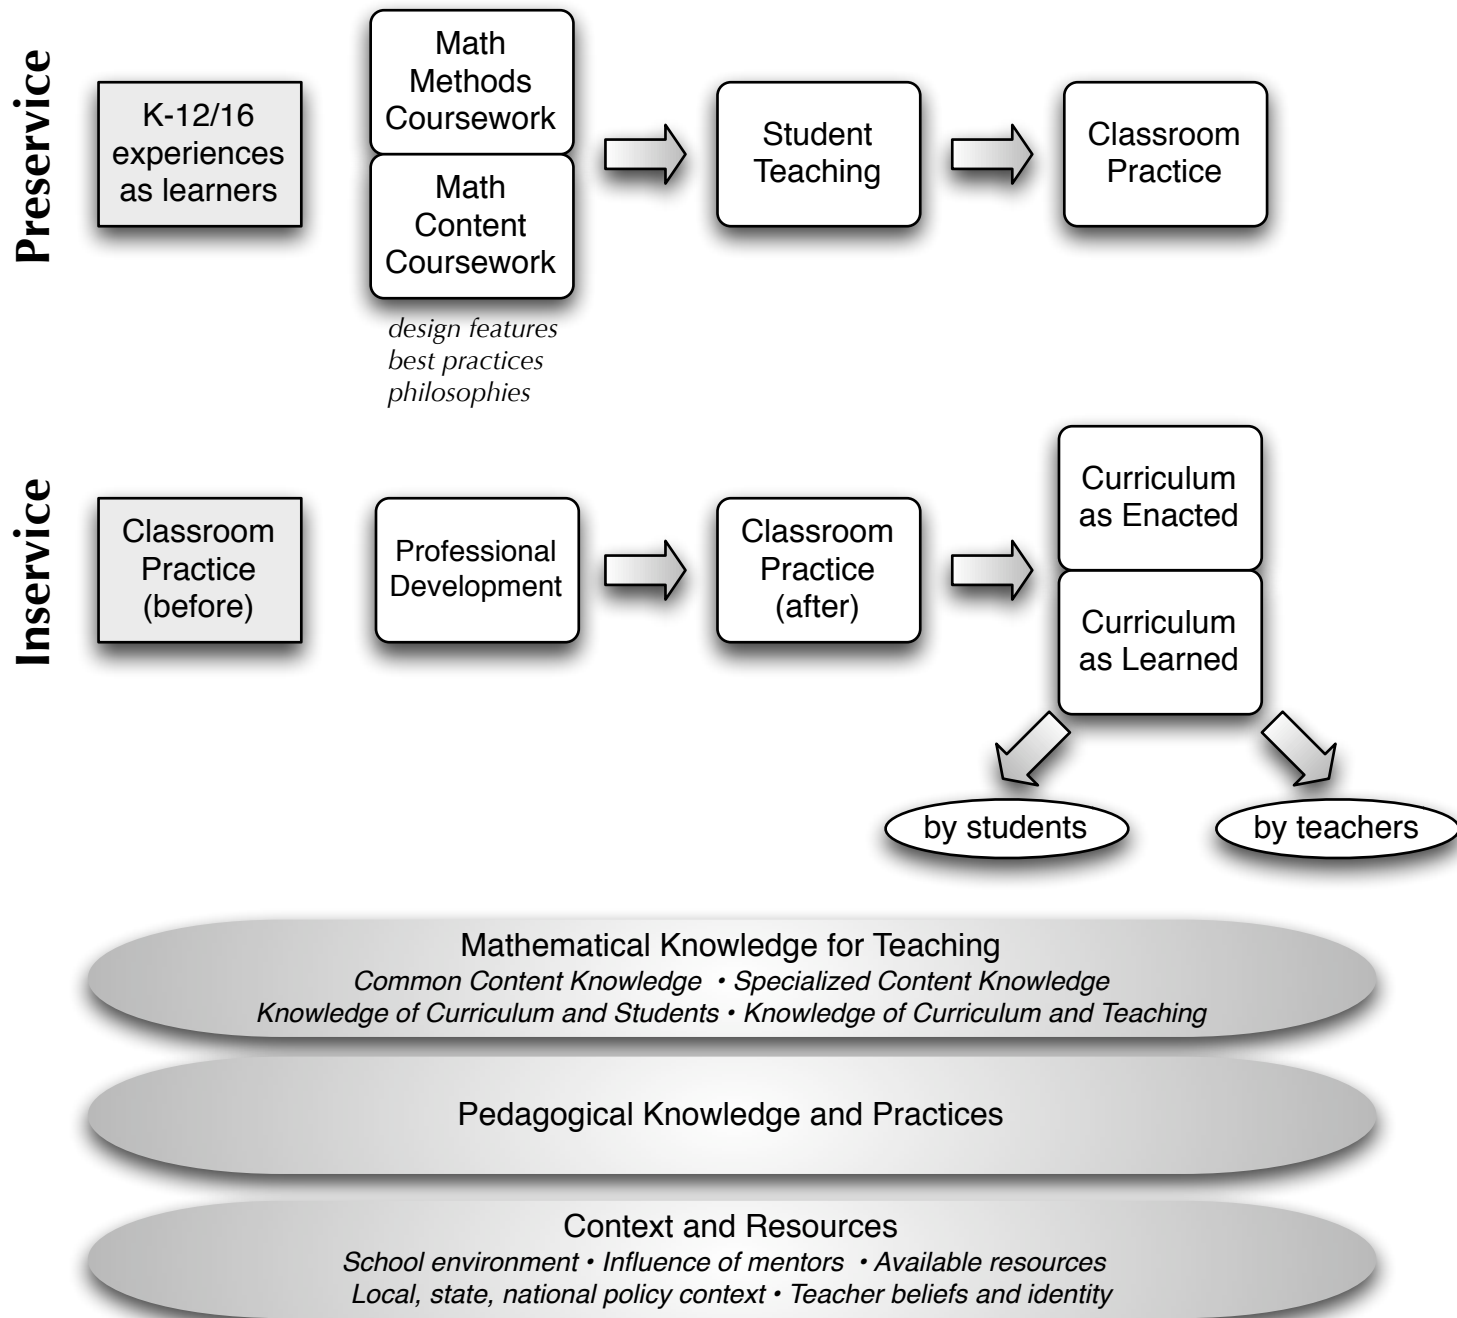 Preservice
K-12/16
experiences
as learners
Math
Methods
Coursework
Math
Content
Coursework
design features
best practices
philosophies
Student
Teaching
Classroom
Practice
Inservice
Classroom
Practice
(before)
Professional
Development
Classroom
Practice
(after)
Curriculum
as Enacted
Curriculum
as Learned
by students
by teachers
Mathematical Knowledge for Teaching
Common Content Knowledge • Specialized Content Knowledge
Knowledge of Curriculum and Students • Knowledge of Curriculum and Teaching
Pedagogical Knowledge and Practices
Context and Resources
School environment • Influence of mentors • Available resources
Local, state, national policy context • Teacher beliefs and identity